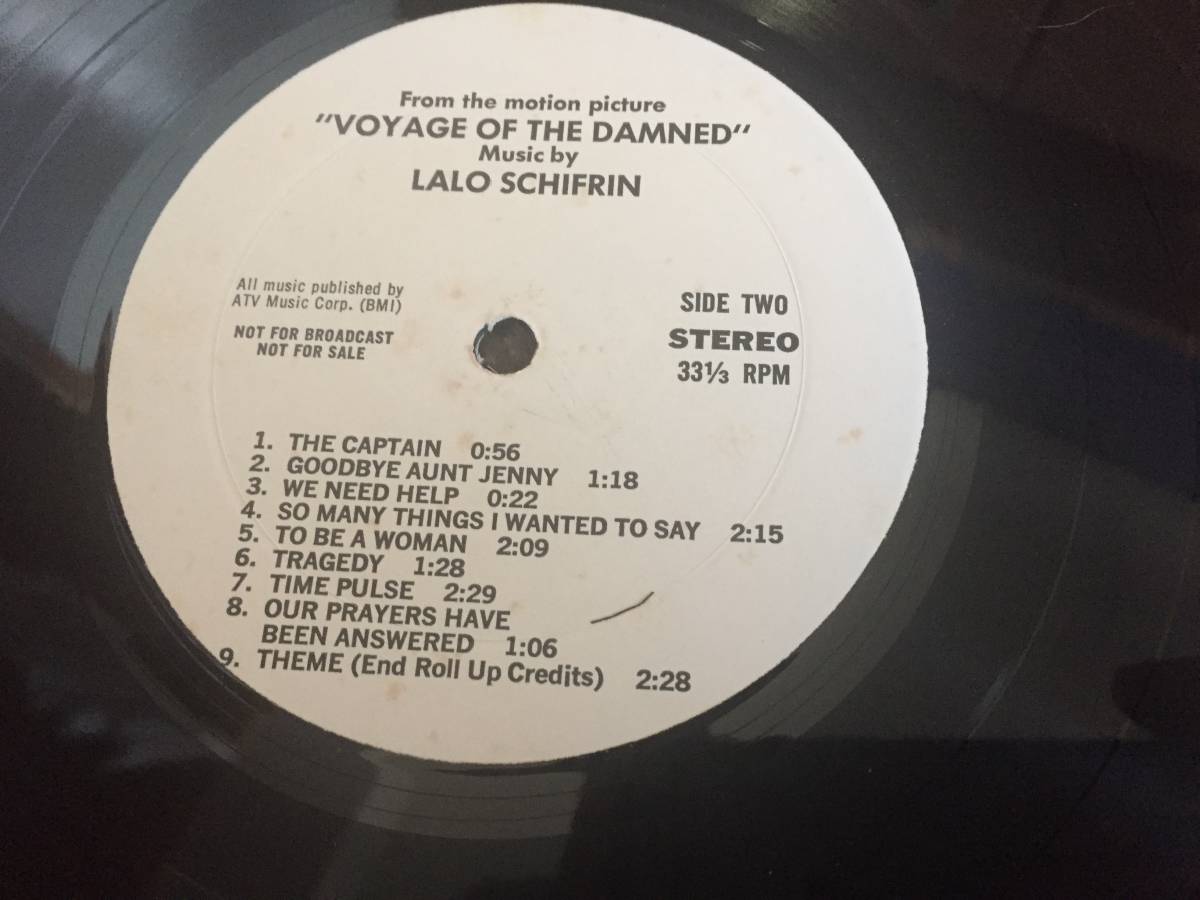 From the motion picture
"VOYAGE OF THE DAMNED"
Music by
LALO SCHIFRIN
All music published by
ATV Music Corp. (BMI)
NOT FOR BROADCAST
NOT FOR SALE
SIDE TWO
STEREO
33⅓ RPM
1. THE CAPTAIN 0:56
2. GOODBYE AUNT JENNY 1:18
3. WE NEED HELP 0:22
4. SO MANY THINGS I WANTED TO SAY 2:15
5. TO BE A WOMAN 2:09
6. TRAGEDY 1:28
7. TIME PULSE 2:29
8. OUR PRAYERS HAVE
BEEN ANSWERED 1:06
9. THEME (End Roll Up Credits) 2:28